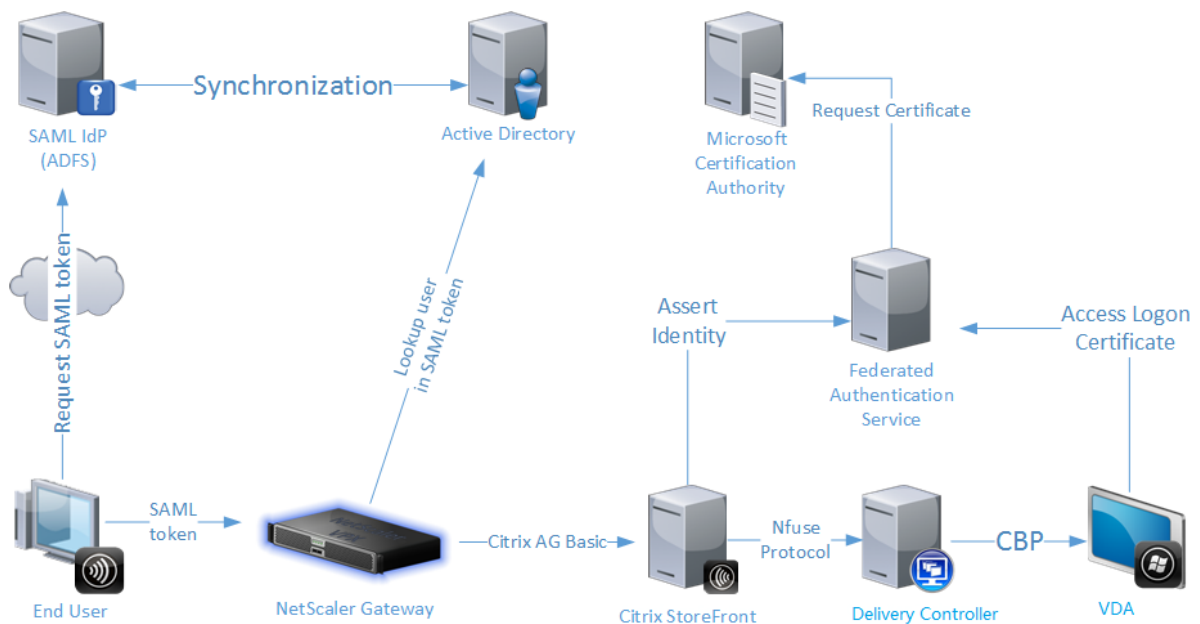 Synchronization
SAML IdP
(ADFS)
Active Directory
Request Certificate
Microsoft
Certification
Authority
Request SAML token
Lookup user
in SAML token
Assert
Identity
Access Logon
Certificate
Federated
Authentication
Service
SAML
token
NetScaler
VPX
Citrix AG Basic
Nfuse
Protocol
CBP
End User
NetScaler Gateway
Citrix StoreFront
Delivery Controller
VDA